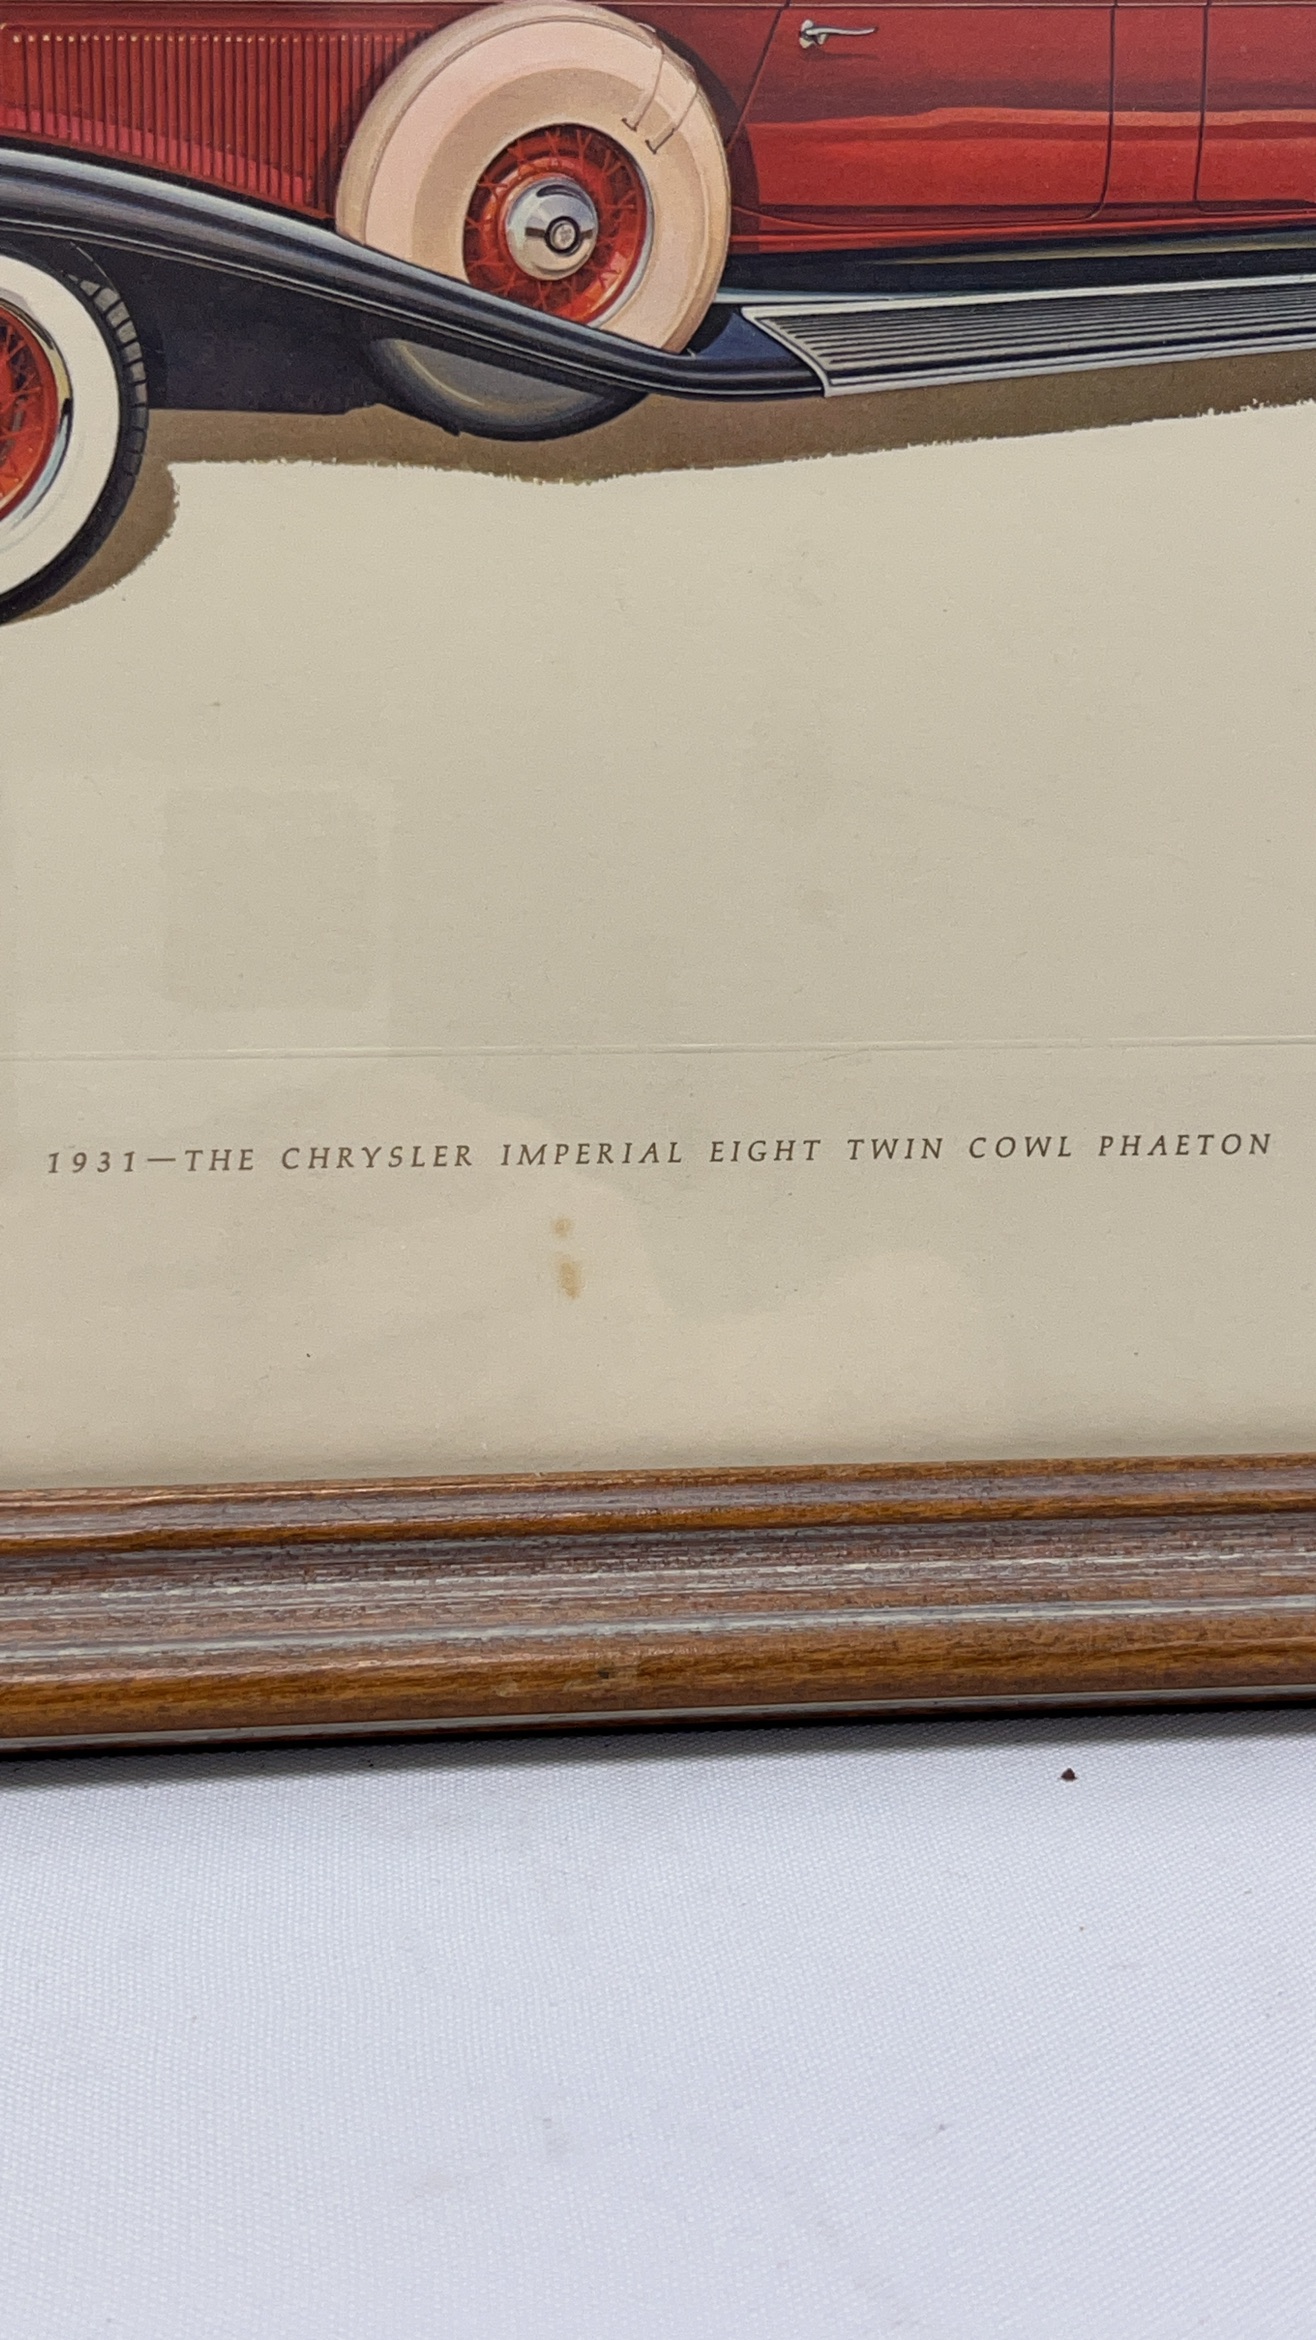 1931—THE CHRYSLER IMPERIAL EIGHT TWIN COWL PHAETON